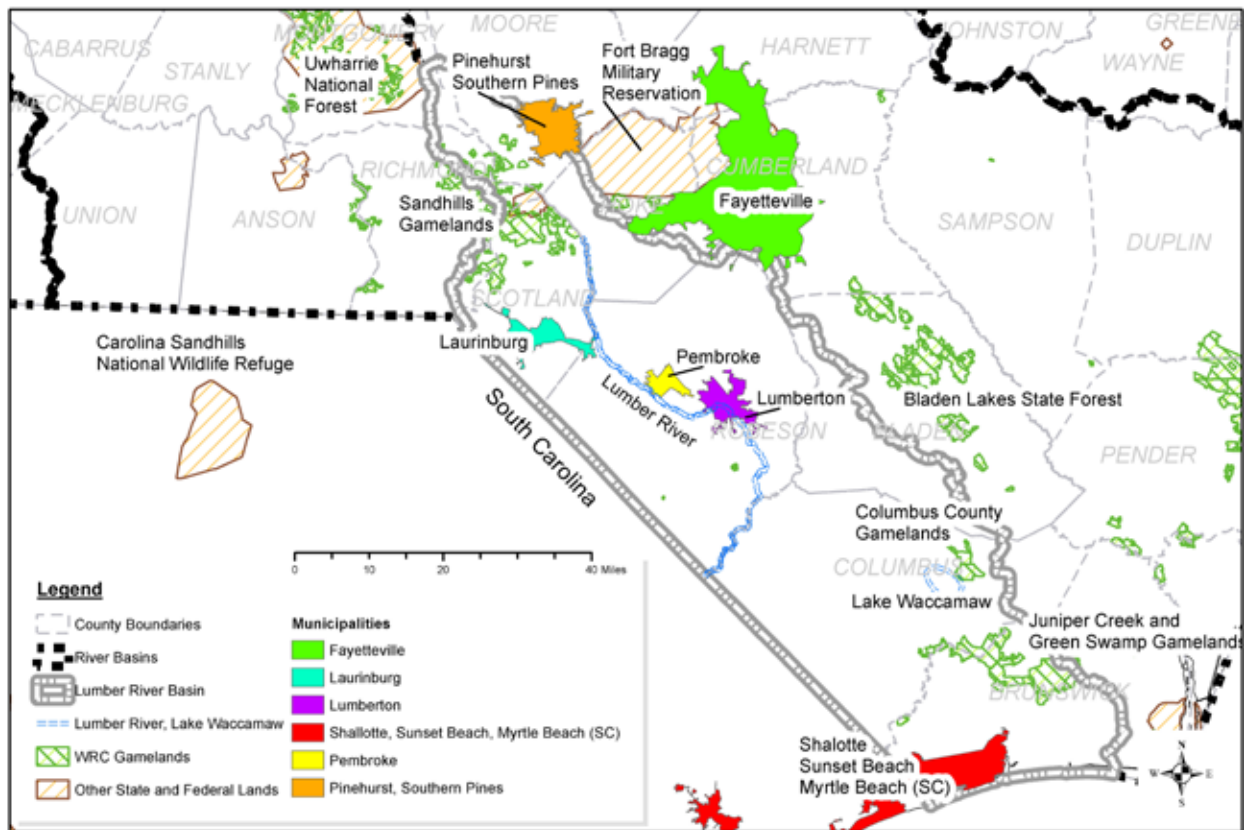 CABARRUS
STANLY
MONTGOMERY
MOORE
HARNETT
JOHNSTON
GREENE
WAYNE
MECKLENBURG
Uwharrie
National
Forest
Pinehurst
Southern Pines
Fort Bragg
Military
Reservation
UNION
ANSON
RICHMOND
Sandhills
Gamelands
CUMBERLAND
Fayetteville
SAMPSON
DUPLIN
HOKE
SCOTLAND
Carolina Sandhills
National Wildlife Refuge
Laurinburg
Pembroke
Lumberton
Lumber River
ROBESON
South Carolina
Bladen Lakes State Forest
BLADEN
PENDER
Columbus County
Gamelands
COLUMBUS
Lake Waccamaw
Juniper Creek and
Green Swamp Gamelands
BRUNSWICK
Shalotte
Sunset Beach
Myrtle Beach (SC)
0 10 20 40 Miles
Legend
County Boundaries
River Basins
Lumber River Basin
Lumber River, Lake Waccamaw
WRC Gamelands
Other State and Federal Lands
Municipalities
Fayetteville
Laurinburg
Lumberton
Shallotte, Sunset Beach, Myrtle Beach (SC)
Pembroke
Pinehurst, Southern Pines
N
W E
S